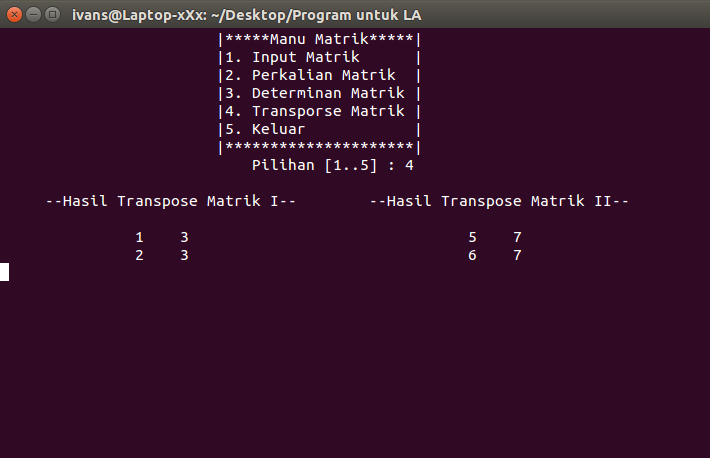 ivans@Laptop-xXx: ~/Desktop/Program untuk LA
|*****Manu Matrik*****|
|1. Input Matrik      |
|2. Perkalian Matrik  |
|3. Determinan Matrik |
|4. Transporse Matrik |
|5. Keluar            |
|*********************|
Pilihan [1..5] : 4
--Hasil Transpose Matrik I--        --Hasil Transpose Matrik II--
1    3                               5    7
2    3                               6    7